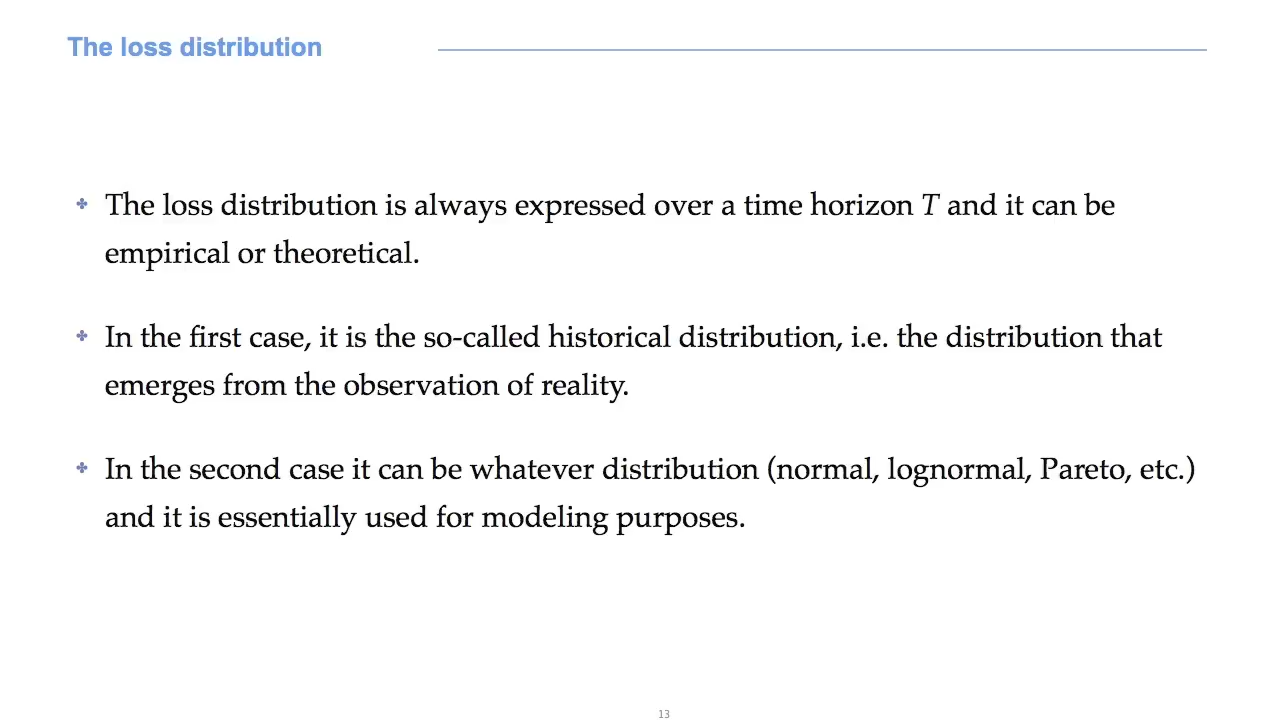 The loss distribution
✤ The loss distribution is always expressed over a time horizon T and it can be
empirical or theoretical.
✤ In the first case, it is the so-called historical distribution, i.e. the distribution that
emerges from the observation of reality.
✤ In the second case it can be whatever distribution (normal, lognormal, Pareto, etc.)
and it is essentially used for modeling purposes.
13